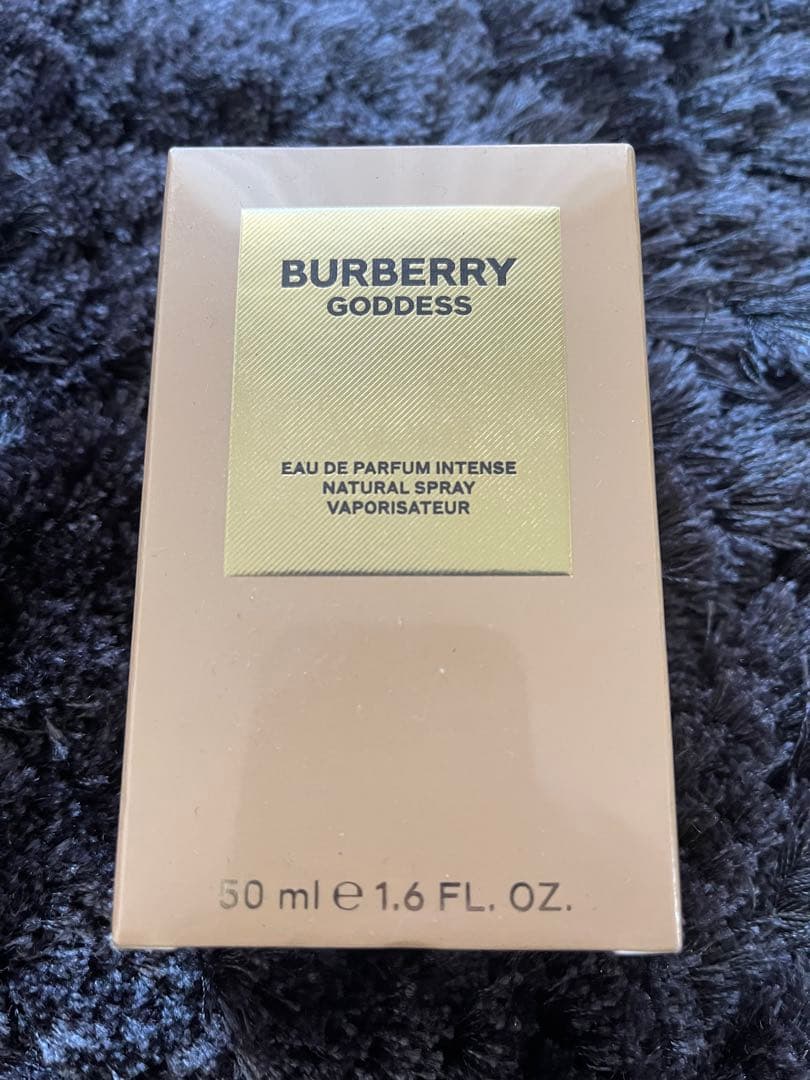 BURBERRY
GODDESS
EAU DE PARFUM INTENSE
NATURAL SPRAY
VAPORISATEUR
50 ml ℮ 1.6 FL. OZ.